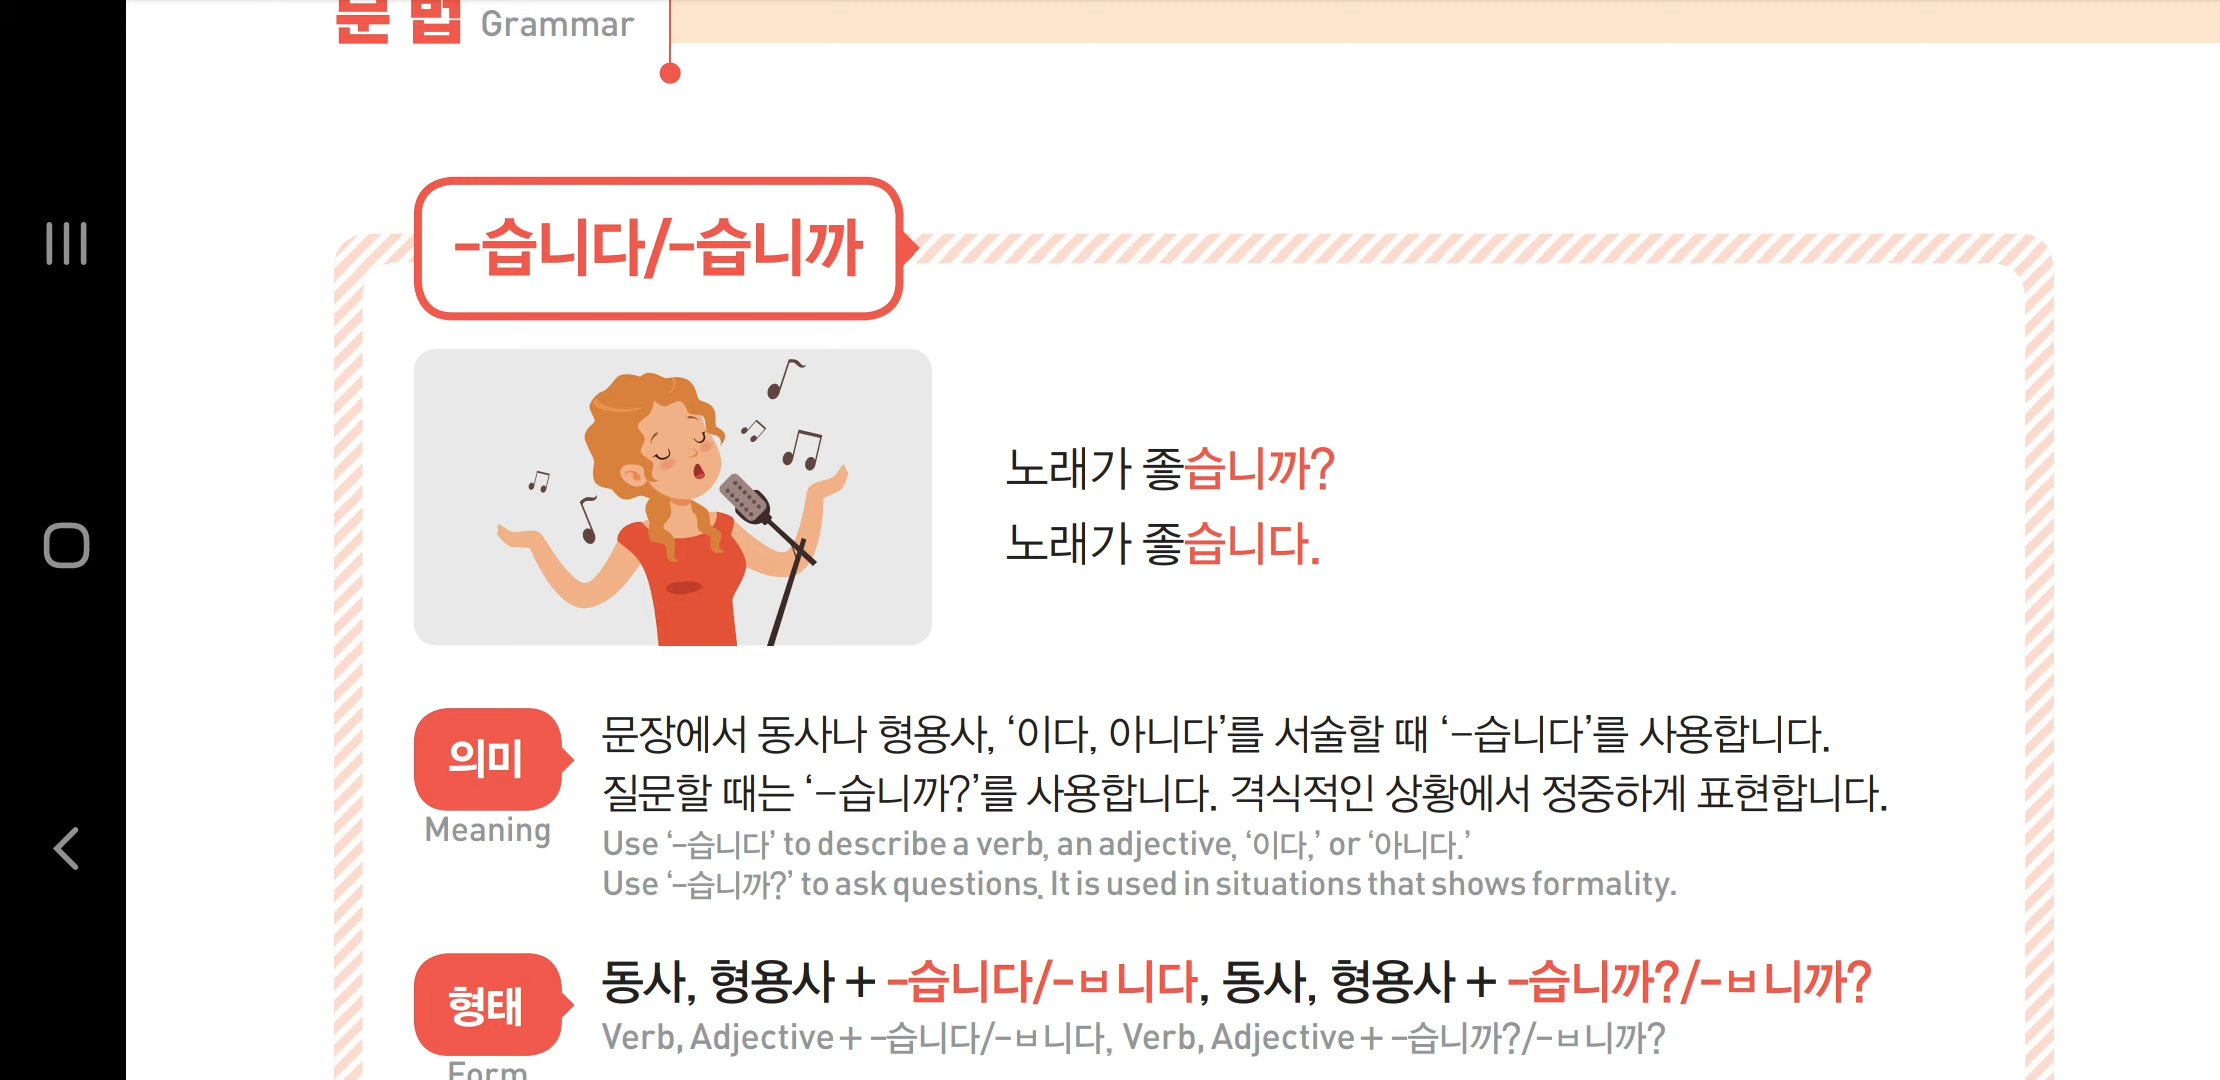 문법 Grammar
-습니다/-습니까
노래가 좋습니까?
노래가 좋습니다.
의미
Meaning
문장에서 동사나 형용사, ‘이다, 아니다’를 서술할 때 ‘-습니다’를 사용합니다.
질문할 때는 ‘-습니까?’를 사용합니다. 격식적인 상황에서 정중하게 표현합니다.
Use ‘-습니다’ to describe a verb, an adjective, ‘이다,’ or ‘아니다.’
Use ‘-습니까?’ to ask questions. It is used in situations that shows formality.
형태
Form
동사, 형용사 + -습니다/-ㅂ니다, 동사, 형용사 + -습니까?/-ㅂ니까?
Verb, Adjective + -습니다/-ㅂ니다, Verb, Adjective + -습니까?/-ㅂ니까?